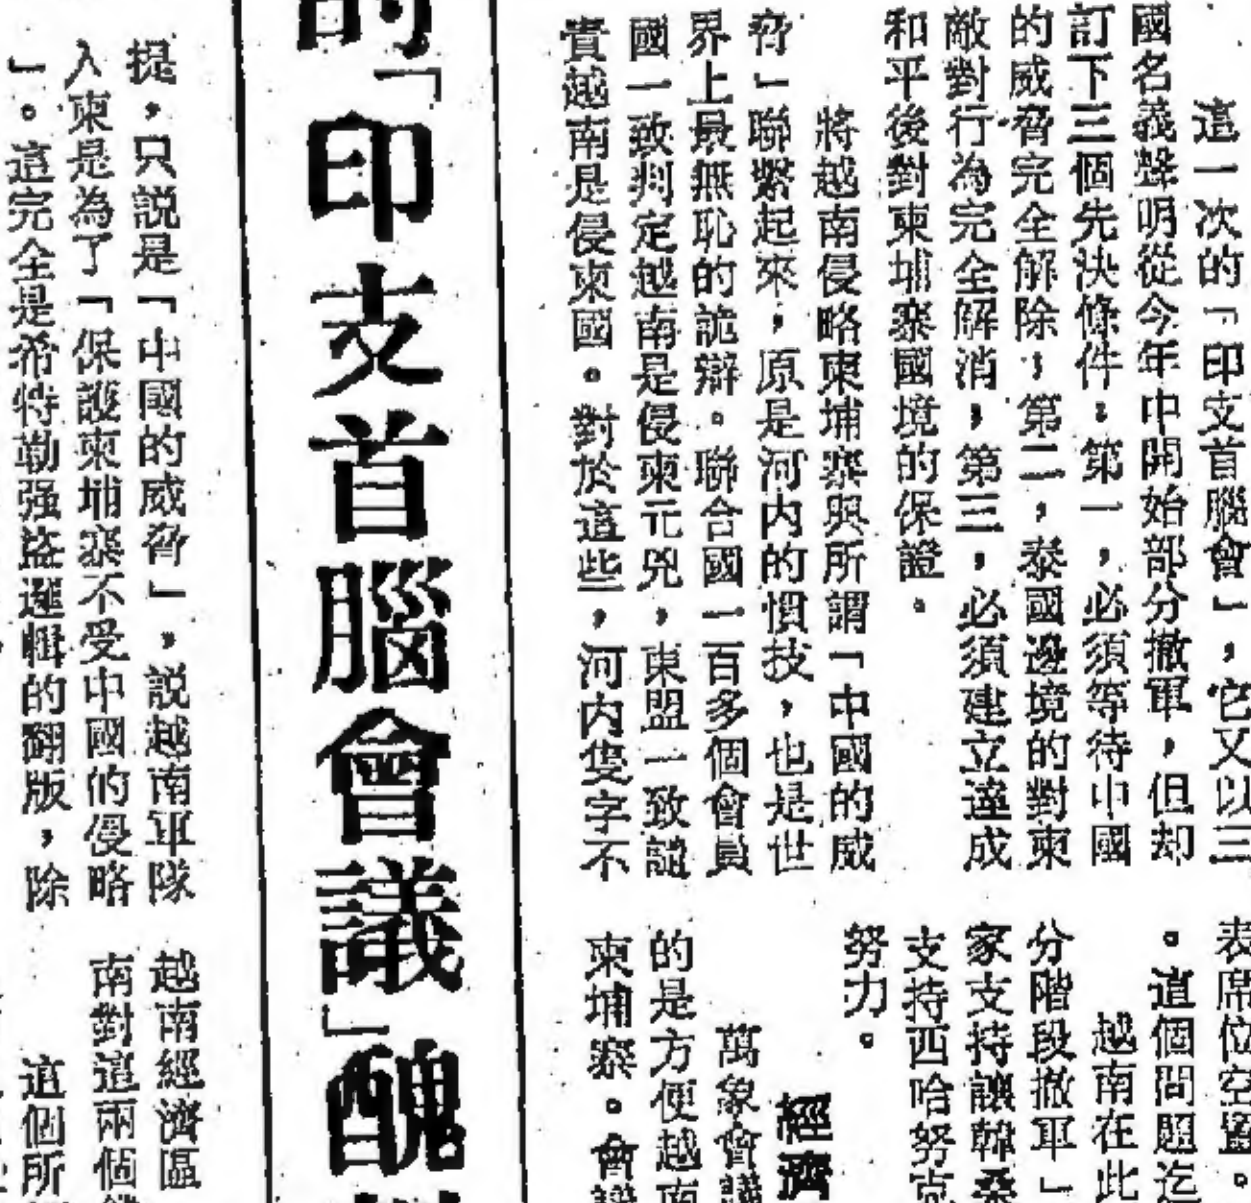 這一次的「印支首腦會」，它又以三
國名義聲明從今年中開始部分撤軍，但却
訂下三個先決條件：第一，必須等待中國
的威脅完全解除；第二，泰國邊境的對柬
敵對行為完全解消，第三，必須建立達成
和平後對柬埔寨國境的保證。
將越南侵略柬埔寨與所謂「中國的威
脅」聯繫起來，原是河內的慣技，也是世
界上最無恥的詭辯。聯合國一百多個會員
國一致判定越南是侵柬元兇，東盟一致譴
責越南是侵柬國。對於這些，河內隻字不
的「印支首腦會議」醜
提，只説是「中國的威脅」，説越南軍隊
入柬是為了「保護柬埔寨不受中國的侵略
」。這完全是希特勒强盜邏輯的翻版，除
表席位空置。
。這個問題迄
越南在此
分階段撤軍」
家支持讓韓桑
支持西哈努克
努力。
經濟
萬象會議
的是方便越南
柬埔寨。會議
越南經濟區
南對這兩個
這個所